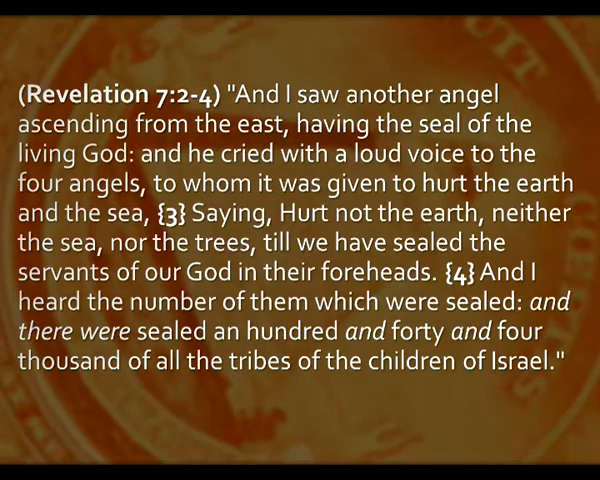 (Revelation 7:2-4) "And I saw another angel
ascending from the east, having the seal of the
living God: and he cried with a loud voice to the
four angels, to whom it was given to hurt the earth
and the sea, {3} Saying, Hurt not the earth, neither
the sea, nor the trees, till we have sealed the
servants of our God in their foreheads. {4} And I
heard the number of them which were sealed: and
there were sealed an hundred and forty and four
thousand of all the tribes of the children of Israel."